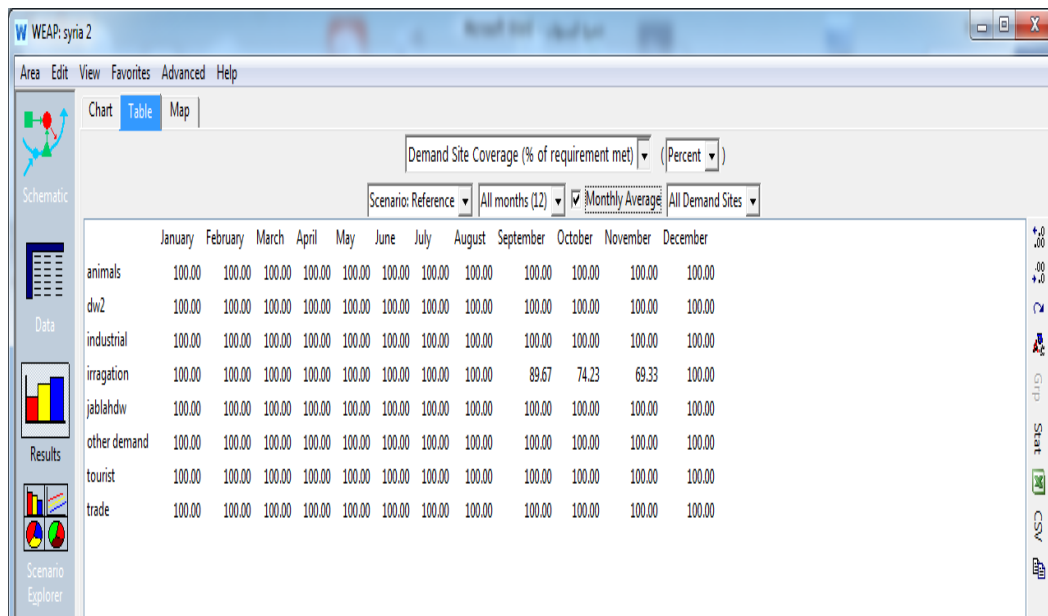 WEAP: syria 2
Area Edit View Favorites Advanced Help
Chart Table Map
Demand Site Coverage (% of requirement met) (Percent)
Scenario: Reference All months (12) Monthly Average All Demand Sites
Schematic
Data
Results
Scenario Explorer
January February March April May June July August September October November December
animals 100.00 100.00 100.00 100.00 100.00 100.00 100.00 100.00 100.00 100.00 100.00 100.00
dw2 100.00 100.00 100.00 100.00 100.00 100.00 100.00 100.00 100.00 100.00 100.00 100.00
industrial 100.00 100.00 100.00 100.00 100.00 100.00 100.00 100.00 100.00 100.00 100.00 100.00
irragation 100.00 100.00 100.00 100.00 100.00 100.00 100.00 100.00 89.67 74.23 69.33 100.00
jablahdw 100.00 100.00 100.00 100.00 100.00 100.00 100.00 100.00 100.00 100.00 100.00 100.00
other demand 100.00 100.00 100.00 100.00 100.00 100.00 100.00 100.00 100.00 100.00 100.00 100.00
tourist 100.00 100.00 100.00 100.00 100.00 100.00 100.00 100.00 100.00 100.00 100.00 100.00
trade 100.00 100.00 100.00 100.00 100.00 100.00 100.00 100.00 100.00 100.00 100.00 100.00
Grp
Stat
CSV